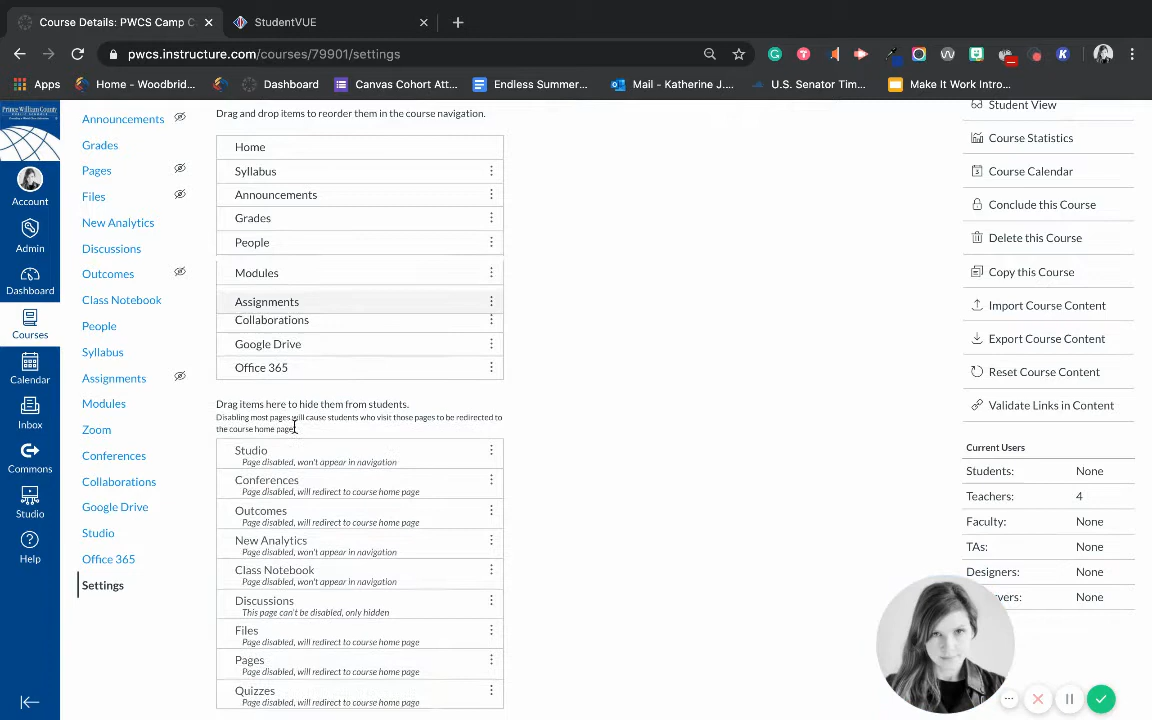 Course Details: PWCS Camp C
StudentVUE
pwcs.instructure.com/courses/79901/settings
Apps
Home - Woodbrid...
Dashboard
Canvas Cohort Att...
Endless Summer...
Mail - Katherine J....
U.S. Senator Tim...
Make It Work Intro...
Prince William County
PUBLIC SCHOOLS
Account
Admin
Dashboard
Courses
Calendar
Inbox
Commons
Studio
Help
Announcements
Grades
Pages
Files
New Analytics
Discussions
Outcomes
Class Notebook
People
Syllabus
Assignments
Modules
Zoom
Conferences
Collaborations
Google Drive
Studio
Office 365
Settings
Drag and drop items to reorder them in the course navigation.
Home
Syllabus
Announcements
Grades
People
Modules
Assignments
Collaborations
Google Drive
Office 365
Drag items here to hide them from students.
Disabling most pages will cause students who visit those pages to be redirected to
the course home page.
Studio
Page disabled, won't appear in navigation
Conferences
Page disabled, will redirect to course home page
Outcomes
Page disabled, will redirect to course home page
New Analytics
Page disabled, won't appear in navigation
Class Notebook
Page disabled, won't appear in navigation
Discussions
This page can't be disabled, only hidden
Files
Page disabled, will redirect to course home page
Pages
Page disabled, will redirect to course home page
Quizzes
Page disabled, will redirect to course home page
Student View
Course Statistics
Course Calendar
Conclude this Course
Delete this Course
Copy this Course
Import Course Content
Export Course Content
Reset Course Content
Validate Links in Content
Current Users
Students: None
Teachers: 4
Faculty: None
TAs: None
Designers: None
None